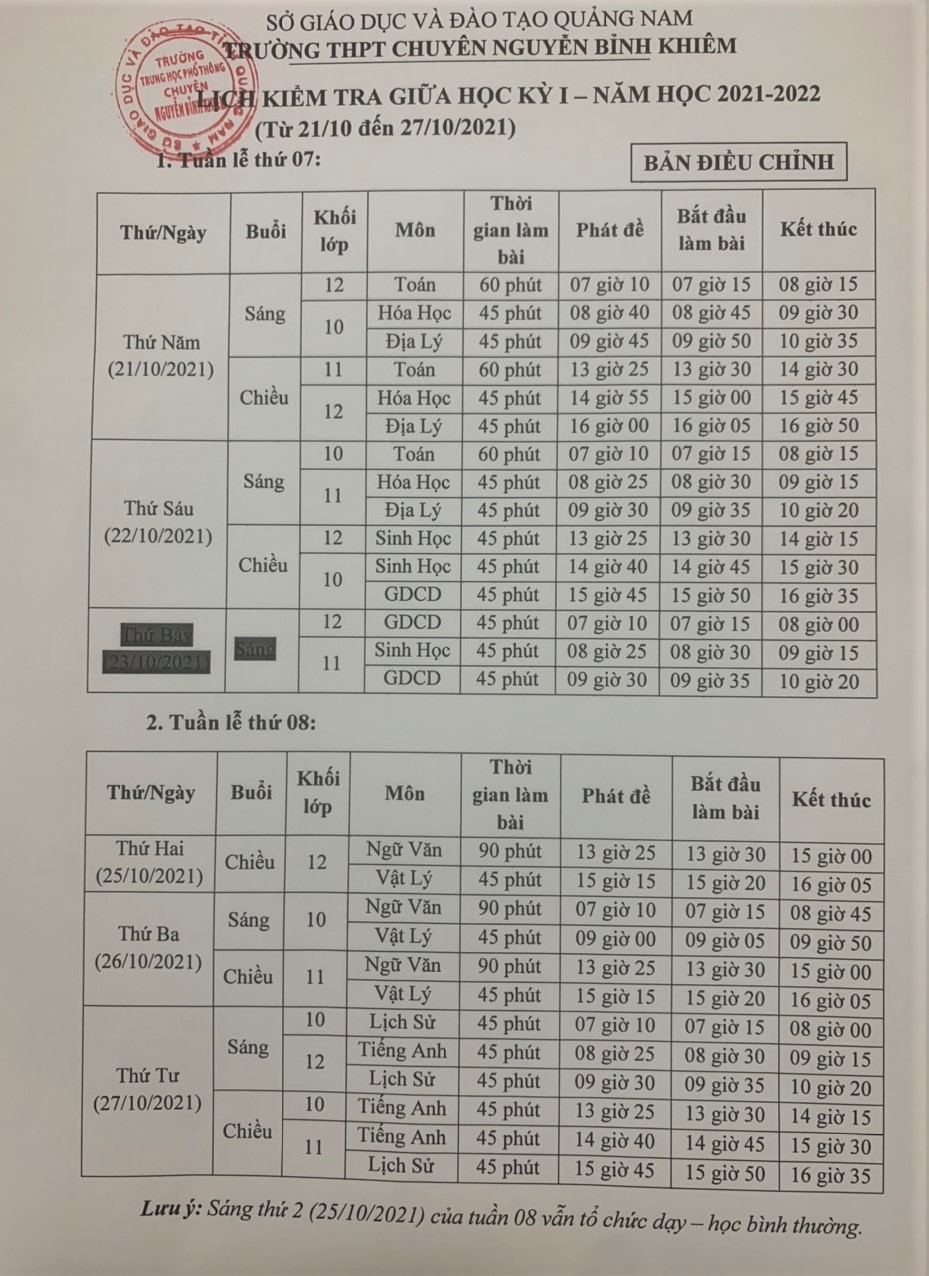 SỞ GIÁO DỤC VÀ ĐÀO TẠO QUẢNG NAM
TRƯỜNG THPT CHUYÊN NGUYỄN BỈNH KHIÊM
TRƯỜNG
TRUNG HỌC PHỔ THÔNG
CHUYÊN
NGUYỄN BỈNH KHIÊM
LỊCH KIỂM TRA GIỮA HỌC KỲ I – NĂM HỌC 2021-2022
(Từ 21/10 đến 27/10/2021)
1. Tuần lễ thứ 07:
BẢN ĐIỀU CHỈNH
Thứ/Ngày Buổi Khối lớp Môn Thời gian làm bài Phát đề Bắt đầu làm bài Kết thúc
Thứ Năm (21/10/2021) Sáng 12 Toán 60 phút 07 giờ 10 07 giờ 15 08 giờ 15
10 Hóa Học 45 phút 08 giờ 40 08 giờ 45 09 giờ 30
Địa Lý 45 phút 09 giờ 45 09 giờ 50 10 giờ 35
Chiều 11 Toán 60 phút 13 giờ 25 13 giờ 30 14 giờ 30
12 Hóa Học 45 phút 14 giờ 55 15 giờ 00 15 giờ 45
Địa Lý 45 phút 16 giờ 00 16 giờ 05 16 giờ 50
Thứ Sáu (22/10/2021) Sáng 10 Toán 60 phút 07 giờ 10 07 giờ 15 08 giờ 15
11 Hóa Học 45 phút 08 giờ 25 08 giờ 30 09 giờ 15
Địa Lý 45 phút 09 giờ 30 09 giờ 35 10 giờ 20
Chiều 12 Sinh Học 45 phút 13 giờ 25 13 giờ 30 14 giờ 15
10 Sinh Học 45 phút 14 giờ 40 14 giờ 45 15 giờ 30
GDCD 45 phút 15 giờ 45 15 giờ 50 16 giờ 35
Thứ Bảy (23/10/2021) Sáng 12 GDCD 45 phút 07 giờ 10 07 giờ 15 08 giờ 00
11 Sinh Học 45 phút 08 giờ 25 08 giờ 30 09 giờ 15
GDCD 45 phút 09 giờ 30 09 giờ 35 10 giờ 20
2. Tuần lễ thứ 08:
Thứ/Ngày Buổi Khối lớp Môn Thời gian làm bài Phát đề Bắt đầu làm bài Kết thúc
Thứ Hai (25/10/2021) Chiều 12 Ngữ Văn 90 phút 13 giờ 25 13 giờ 30 15 giờ 00
Vật Lý 45 phút 15 giờ 15 15 giờ 20 16 giờ 05
Thứ Ba (26/10/2021) Sáng 10 Ngữ Văn 90 phút 07 giờ 10 07 giờ 15 08 giờ 45
Vật Lý 45 phút 09 giờ 00 09 giờ 05 09 giờ 50
Chiều 11 Ngữ Văn 90 phút 13 giờ 25 13 giờ 30 15 giờ 00
Vật Lý 45 phút 15 giờ 15 15 giờ 20 16 giờ 05
Thứ Tư (27/10/2021) Sáng 10 Lịch Sử 45 phút 07 giờ 10 07 giờ 15 08 giờ 00
12 Tiếng Anh 45 phút 08 giờ 25 08 giờ 30 09 giờ 15
Lịch Sử 45 phút 09 giờ 30 09 giờ 35 10 giờ 20
Chiều 10 Tiếng Anh 45 phút 13 giờ 25 13 giờ 30 14 giờ 15
11 Tiếng Anh 45 phút 14 giờ 40 14 giờ 45 15 giờ 30
Lịch Sử 45 phút 15 giờ 45 15 giờ 50 16 giờ 35
Lưu ý: Sáng thứ 2 (25/10/2021) của tuần 08 vẫn tổ chức dạy – học bình thường.